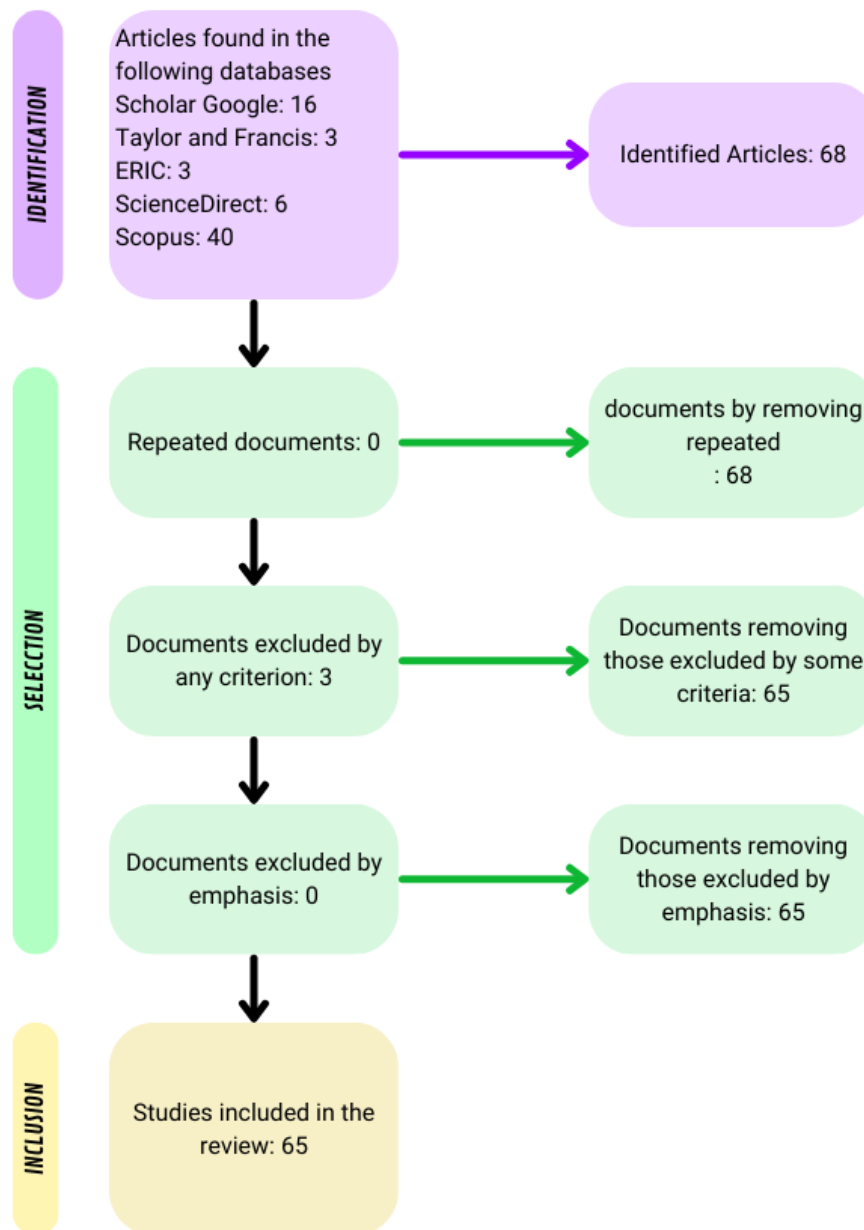 IDENTIFICATION
Articles found in the
following databases
Scholar Google: 16
Taylor and Francis: 3
ERIC: 3
ScienceDirect: 6
Scopus: 40
Identified Articles: 68
SELECCTION
Repeated documents: 0
documents by removing
repeated
: 68
Documents excluded by
any criterion: 3
Documents removing
those excluded by some
criteria: 65
Documents excluded by
emphasis: 0
Documents removing
those excluded by
emphasis: 65
INCLUSION
Studies included in the
review: 65